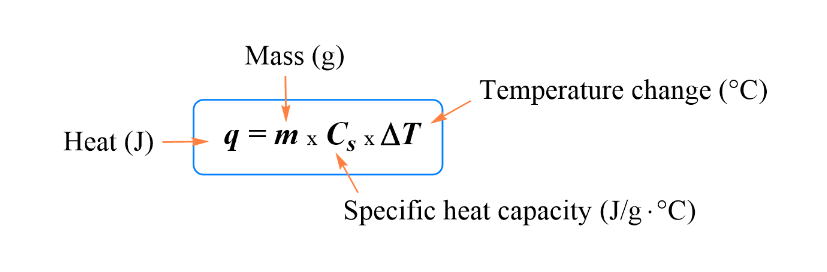 Mass (g)
Temperature change (°C)
Heat (J)
q = m x Cs x ΔT
Specific heat capacity (J/g·°C)